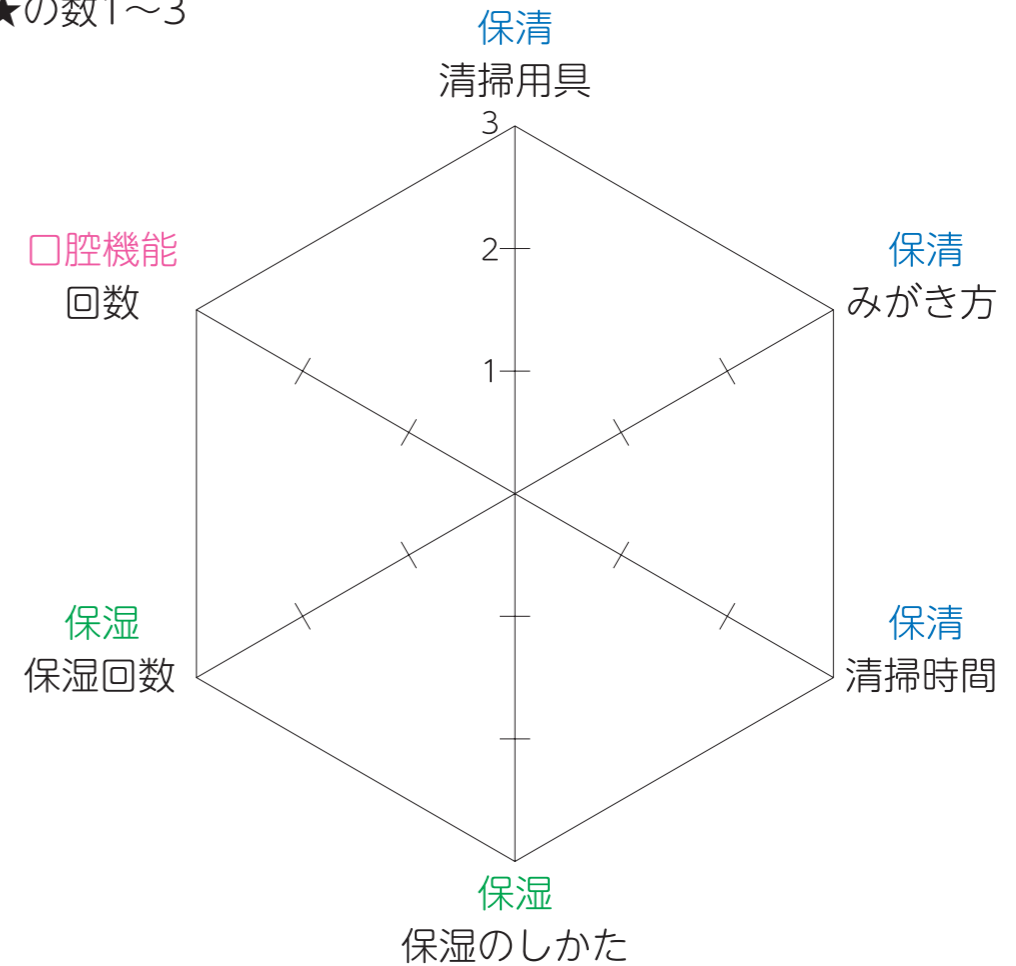 ★の数1～3
保清
清掃用具
3
2
1
保清
みがき方
保清
清掃時間
保湿
保湿のしかた
保湿
保湿回数
口腔機能
回数